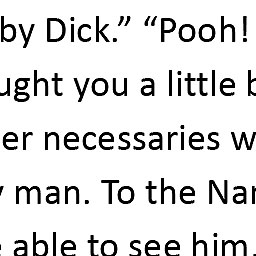 by Dick.” “Pooh!
ught you a little b
er necessaries w
y man. To the Nar
able to see him.